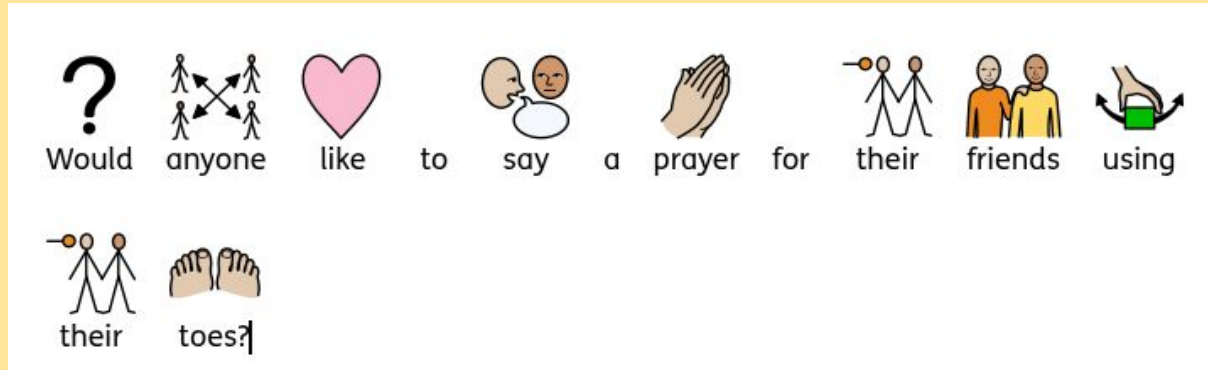 Would anyone like to say a prayer for their friends using
their toes?